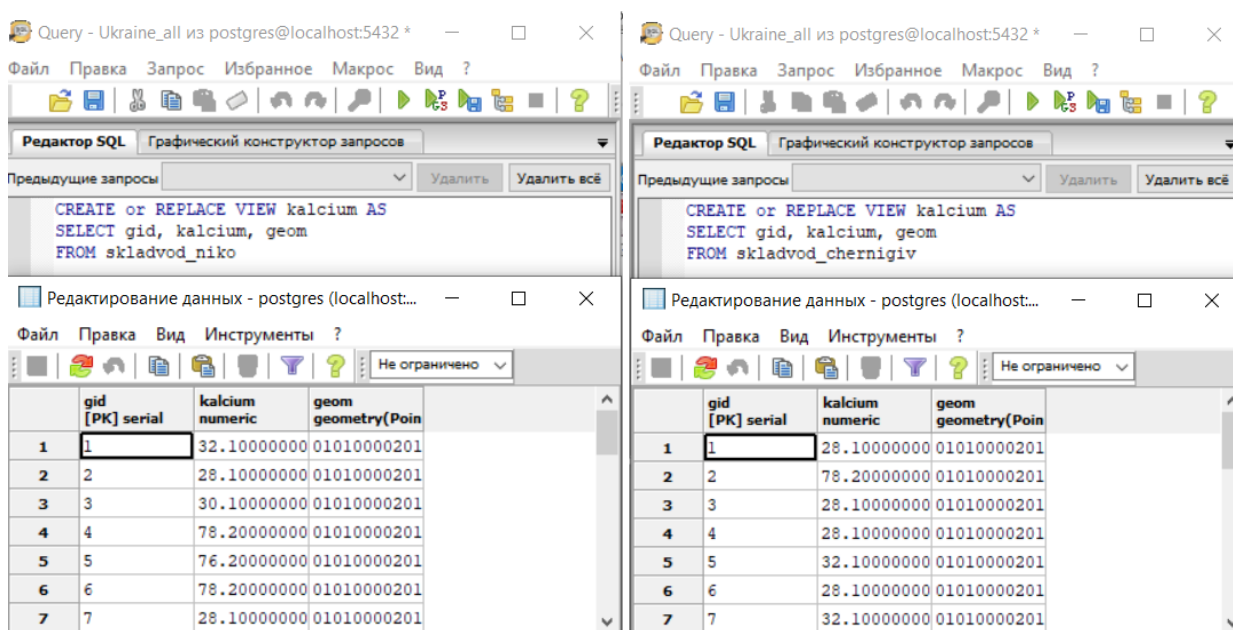 Query - Ukraine_all из postgres@localhost:5432 *
Файл Правка Запрос Избранное Макрос Вид ?
Редактор SQL Графический конструктор запросов
Предыдущие запросы Удалить Удалить всё
CREATE or REPLACE VIEW kalcium AS
SELECT gid, kalcium, geom
FROM skladvod_niko
Редактирование данных - postgres (localhost:...
Файл Правка Вид Инструменты ?
Не ограничено
gid kalcium geom
[PK] serial numeric geometry(Poin
1 1 32.10000000 01010000201
2 2 28.10000000 01010000201
3 3 30.10000000 01010000201
4 4 78.20000000 01010000201
5 5 76.20000000 01010000201
6 6 78.20000000 01010000201
7 7 28.10000000 01010000201
Query - Ukraine_all из postgres@localhost:5432 *
Файл Правка Запрос Избранное Макрос Вид ?
Редактор SQL Графический конструктор запросов
Предыдущие запросы Удалить Удалить всё
CREATE or REPLACE VIEW kalcium AS
SELECT gid, kalcium, geom
FROM skladvod_chernigiv
Редактирование данных - postgres (localhost:...
Файл Правка Вид Инструменты ?
Не ограничено
gid kalcium geom
[PK] serial numeric geometry(Poin
1 1 28.10000000 01010000201
2 2 78.20000000 01010000201
3 3 28.10000000 01010000201
4 4 28.10000000 01010000201
5 5 32.10000000 01010000201
6 6 28.10000000 01010000201
7 7 32.10000000 01010000201